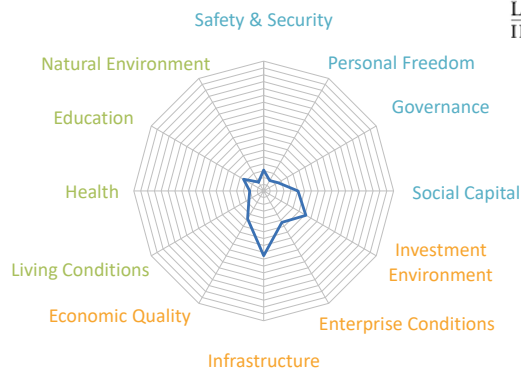 Safety & Security
Natural Environment
Personal Freedom
Education
Governance
Health
Social Capital
Living Conditions
Investment
Environment
Economic Quality
Enterprise Conditions
Infrastructure